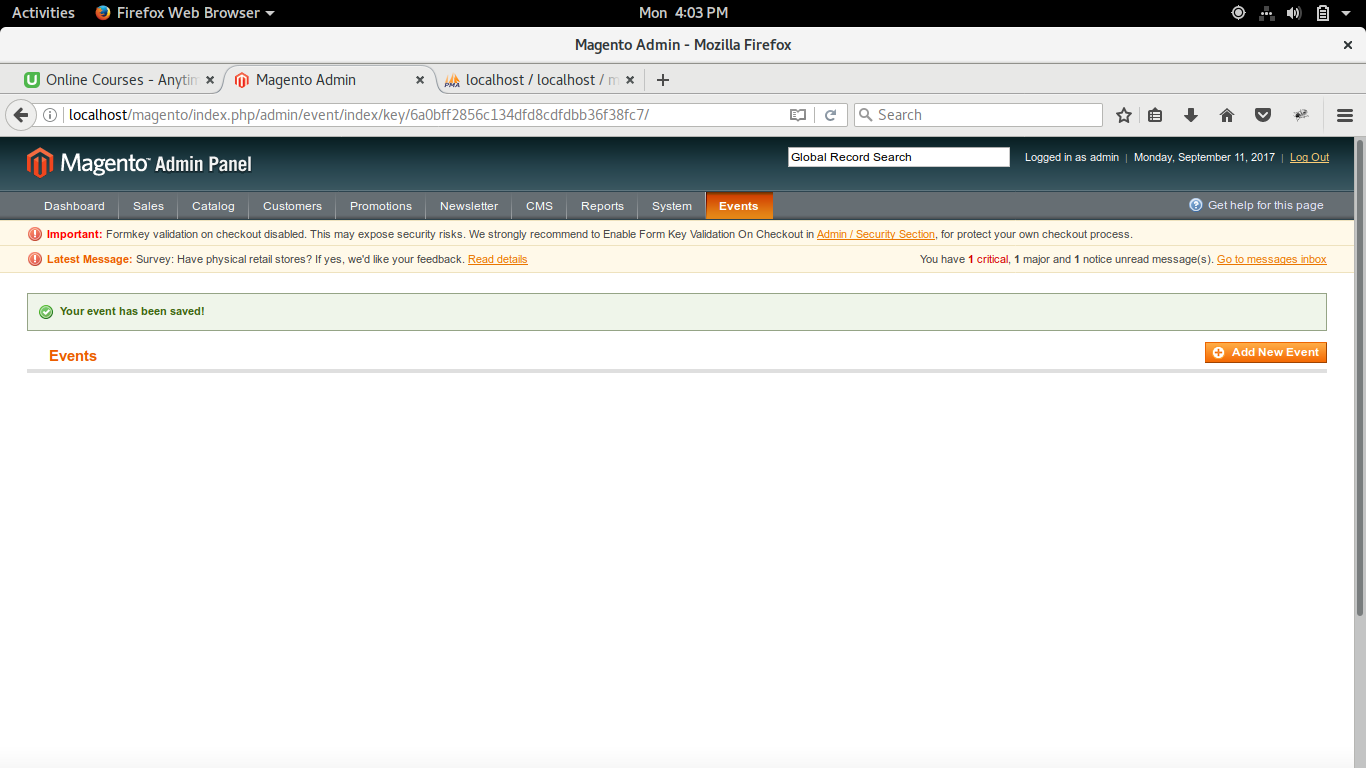 Activities Firefox Web Browser Mon 4:03 PM
Magento Admin - Mozilla Firefox
Online Courses - Anytim Magento Admin PMA localhost / localhost / m
localhost/magento/index.php/admin/event/index/key/6a0bff2856c134dfd8cdfdbb36f38fc7/ Search
Magento Admin Panel Global Record Search Logged in as admin | Monday, September 11, 2017 | Log Out
Dashboard Sales Catalog Customers Promotions Newsletter CMS Reports System Events Get help for this page
Important: Formkey validation on checkout disabled. This may expose security risks. We strongly recommend to Enable Form Key Validation On Checkout in Admin / Security Section, for protect your own checkout process.
Latest Message: Survey: Have physical retail stores? If yes, we'd like your feedback. Read details You have 1 critical, 1 major and 1 notice unread message(s). Go to messages inbox
Your event has been saved!
Events Add New Event